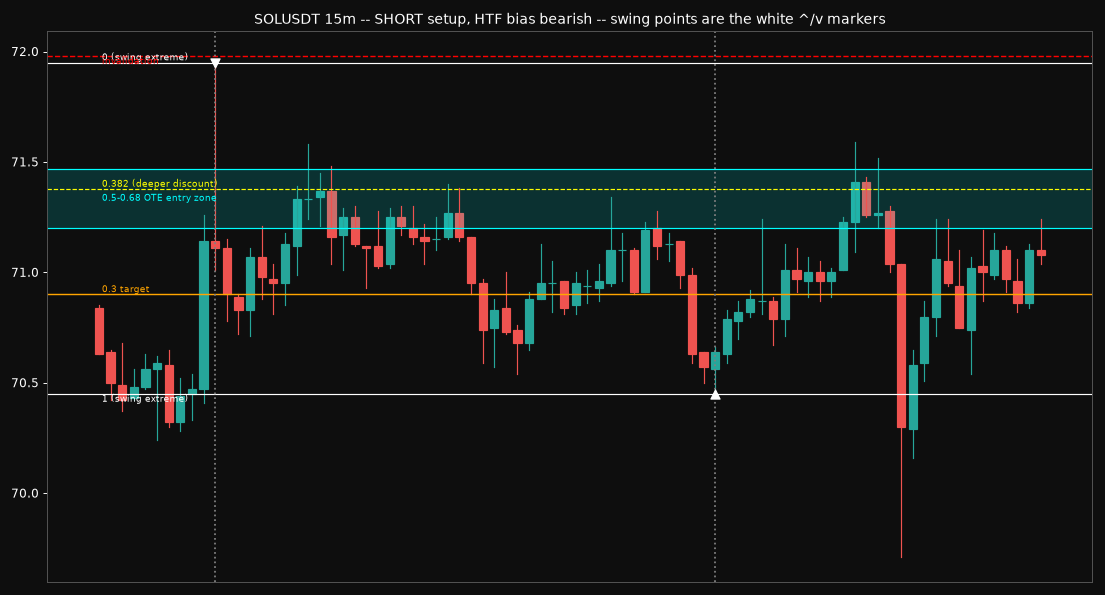 SOLUSDT 15m -- SHORT setup, HTF bias bearish -- swing points are the white ^/v markers
72.0
0 (swing extreme)
71.5
0.382 (deeper discount)
0.5-0.68 OTE entry zone
71.0
0.3 target
70.5
1 (swing extreme)
70.0